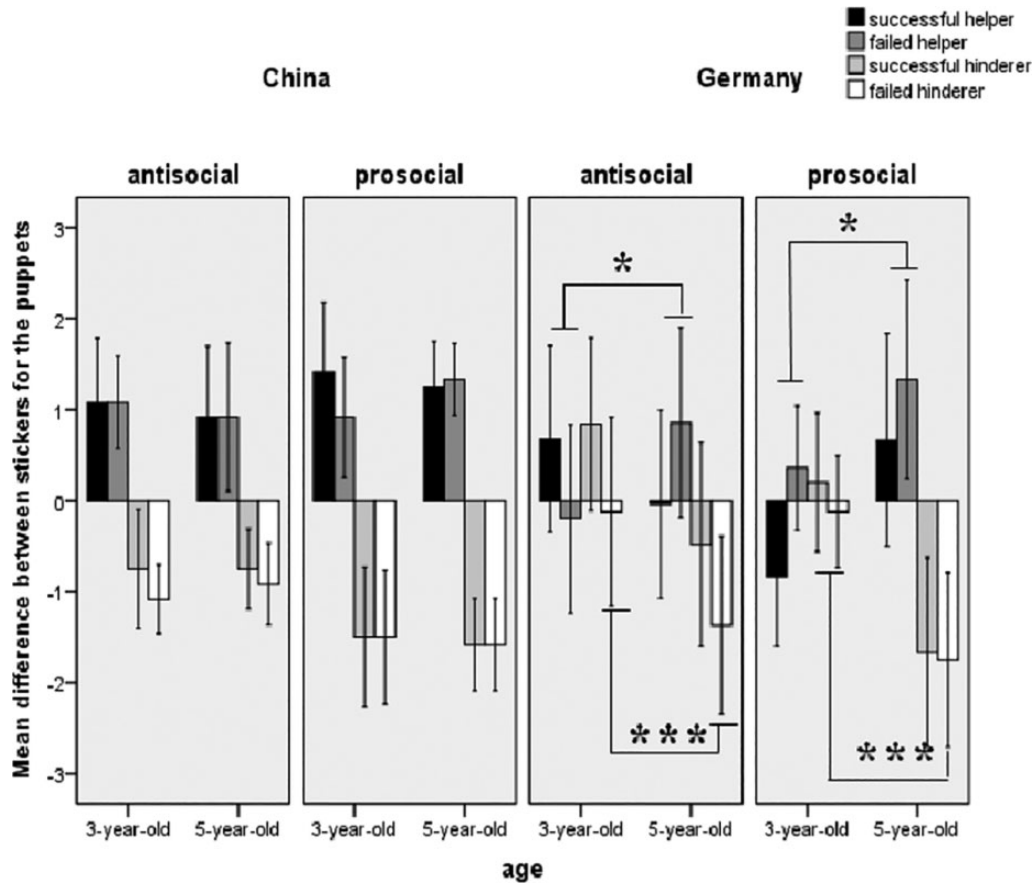 successful helper
failed helper
successful hinderer
failed hinderer
China
Germany
antisocial
prosocial
antisocial
prosocial
Mean difference between stickers for the puppets
3
2
1
0
-1
-2
-3
*
*
***
***
3-year-old
5-year-old
3-year-old
5-year-old
3-year-old
5-year-old
3-year-old
5-year-old
age